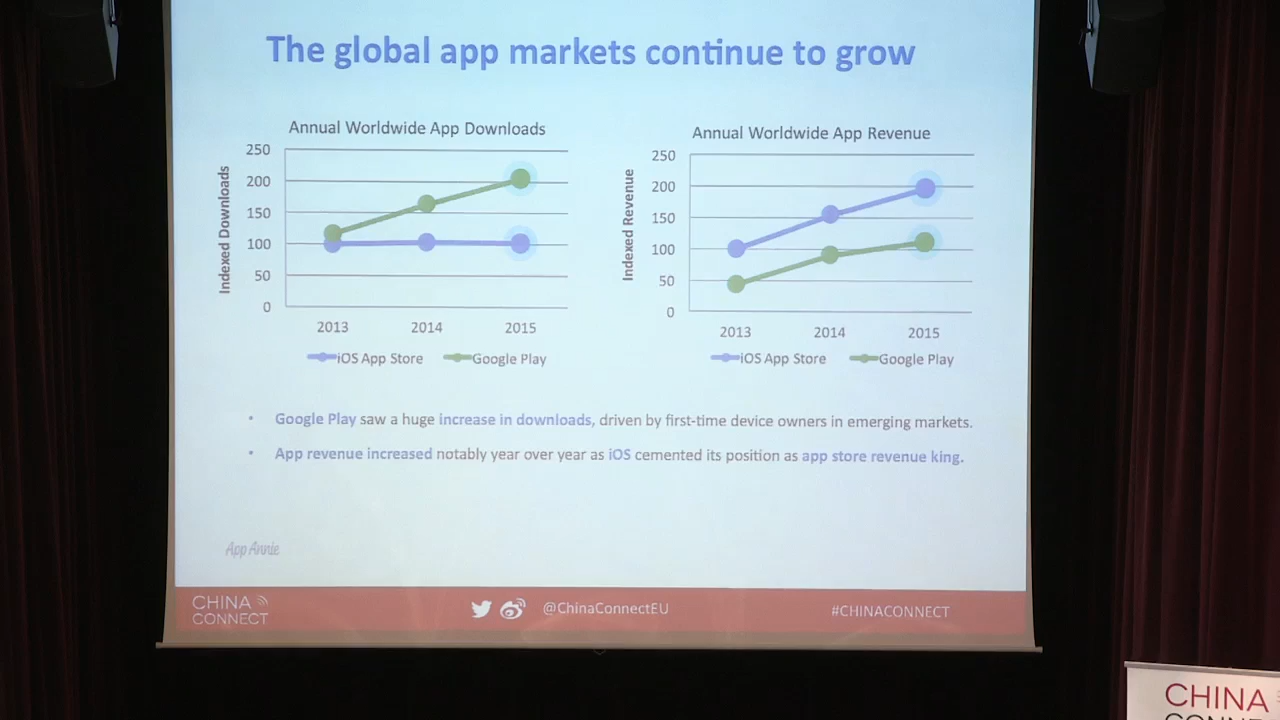 The global app markets continue to grow
Annual Worldwide App Downloads
Indexed Downloads
250
200
150
100
50
0
2013 2014 2015
iOS App Store Google Play
Annual Worldwide App Revenue
Indexed Revenue
250
200
150
100
50
0
2013 2014 2015
iOS App Store Google Play
• Google Play saw a huge increase in downloads, driven by first-time device owners in emerging markets.
• App revenue increased notably year over year as iOS cemented its position as app store revenue king.
App Annie
CHINA
CONNECT
@ChinaConnectEU
#CHINACONNECT
CHINA